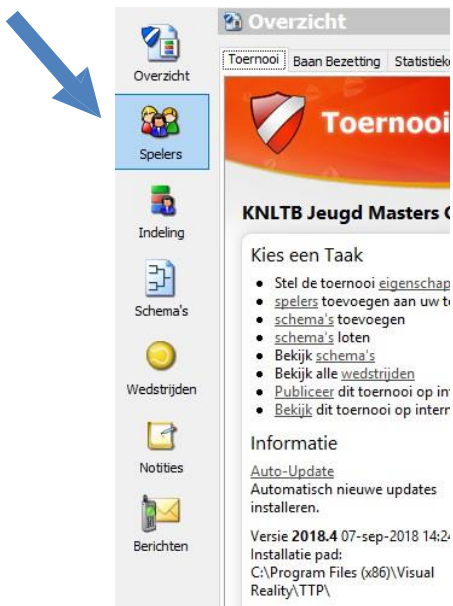 Overzicht
Spelers
Indeling
Schema's
Wedstrijden
Notities
Berichten
Overzicht
Toernooi Baan Bezetting
Toernooi
KNLTB Jeugd Masters
Kies een Taak
Stel de toernooi
spelers toevoegen aan uw
schema's toevoegen
schema's loten
Bekijk schema's
Bekijk alle wedstrijden
Publiceer dit toernooi op
Bekijk dit toernooi op
Informatie
Auto-Update
Automatisch nieuwe updates
installeren.
Versie 2018.4 07-sep-2018 14:24
Installatie pad:
C:\Program Files (x86)\Visual
Reality\TTP\